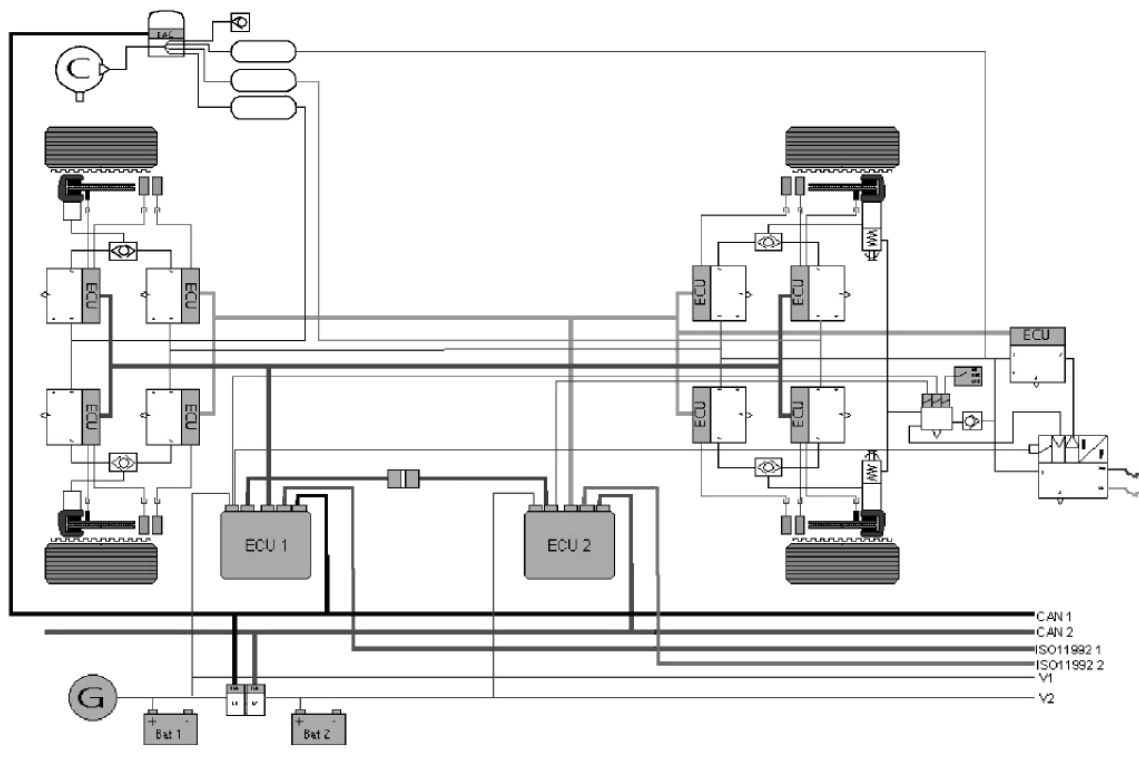 EAC
C
ECU
ECU
ECU
ECU
ECU
ECU
ECU
ECU
ECU
ECU 1
ECU 2
CAN 1
CAN 2
ISO11992 1
ISO11992 2
V1
V2
G
+ -
Bat 1
+ -
Bat 2